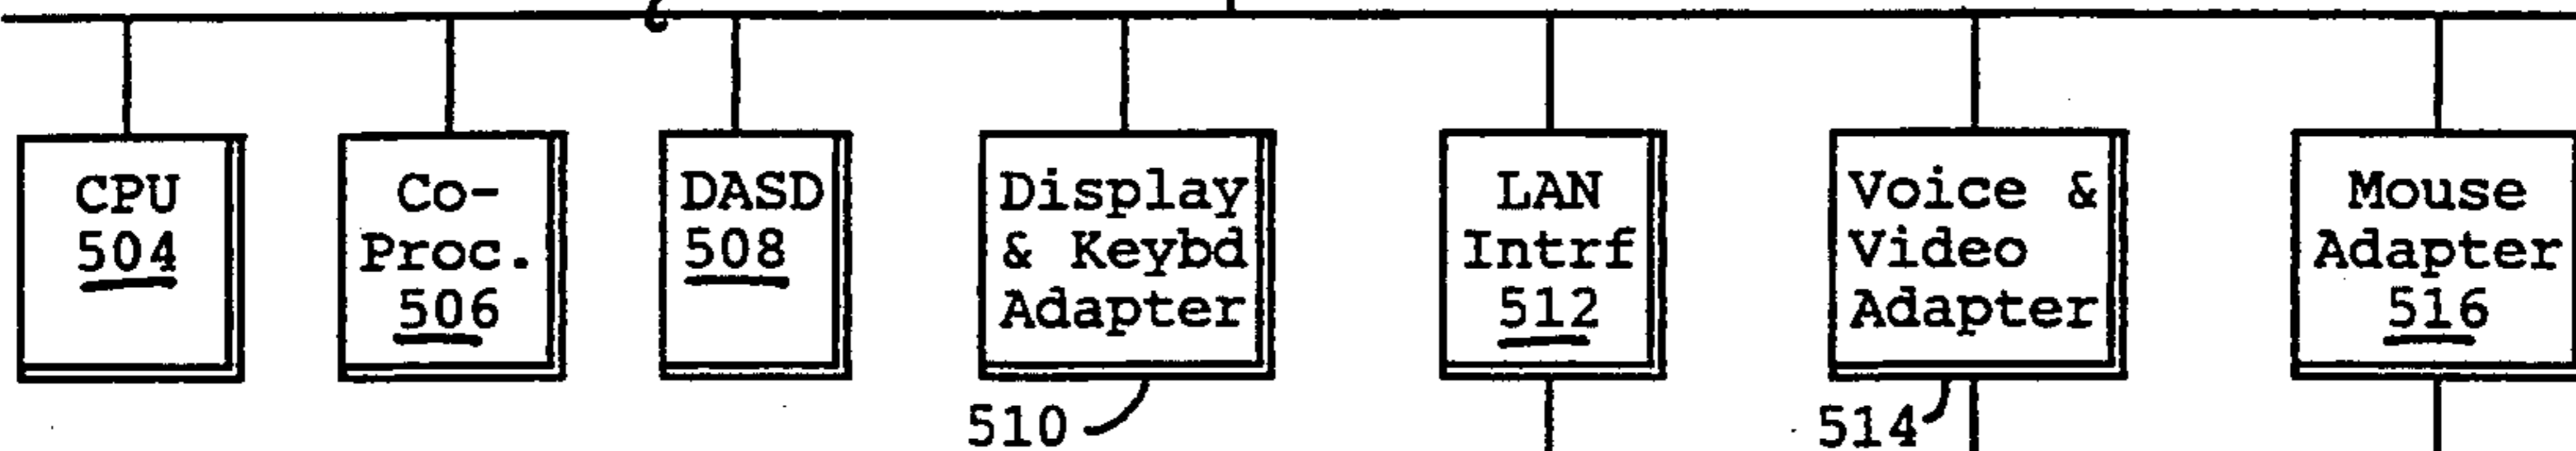 CPU
504
Co-
Proc.
506
DASD
508
Display
& Keybd
Adapter
510
LAN
Intrf
512
Voice &
Video
Adapter
514
Mouse
Adapter
516